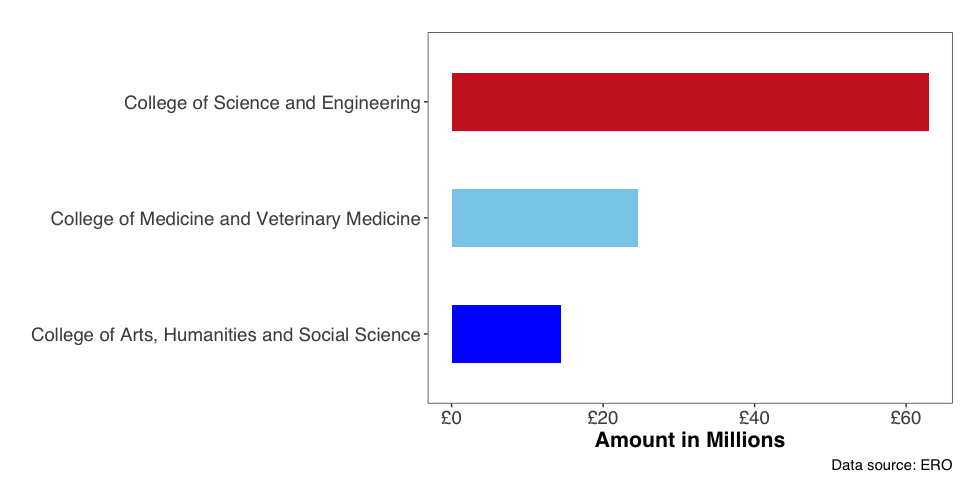 College of Science and Engineering
College of Medicine and Veterinary Medicine
College of Arts, Humanities and Social Science
£0 £20 £40 £60
Amount in Millions
Data source: ERO